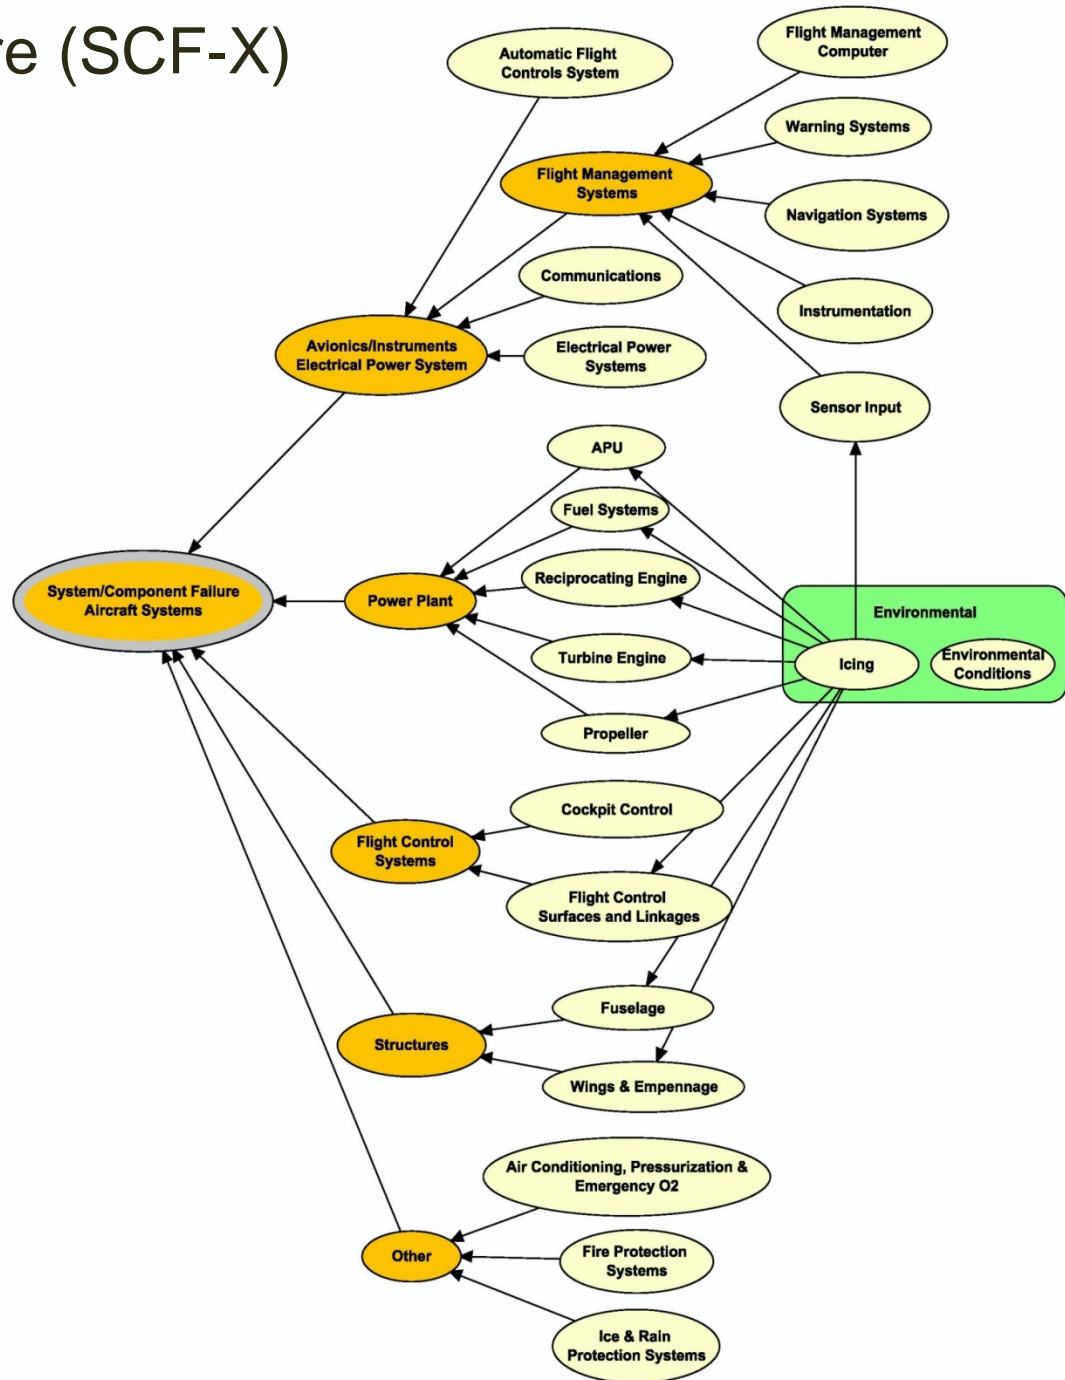 re (SCF-X)
Automatic Flight
Controls System
Flight Management
Computer
Warning Systems
Flight Management
Systems
Navigation Systems
Communications
Instrumentation
Avionics/Instruments
Electrical Power System
Electrical Power
Systems
Sensor Input
APU
Fuel Systems
Reciprocating Engine
System/Component Failure
Aircraft Systems
Power Plant
Environmental
Turbine Engine
Icing
Environmental
Conditions
Propeller
Cockpit Control
Flight Control
Systems
Flight Control
Surfaces and Linkages
Fuselage
Structures
Wings & Empennage
Air Conditioning, Pressurization &
Emergency O2
Other
Fire Protection
Systems
Ice & Rain
Protection Systems